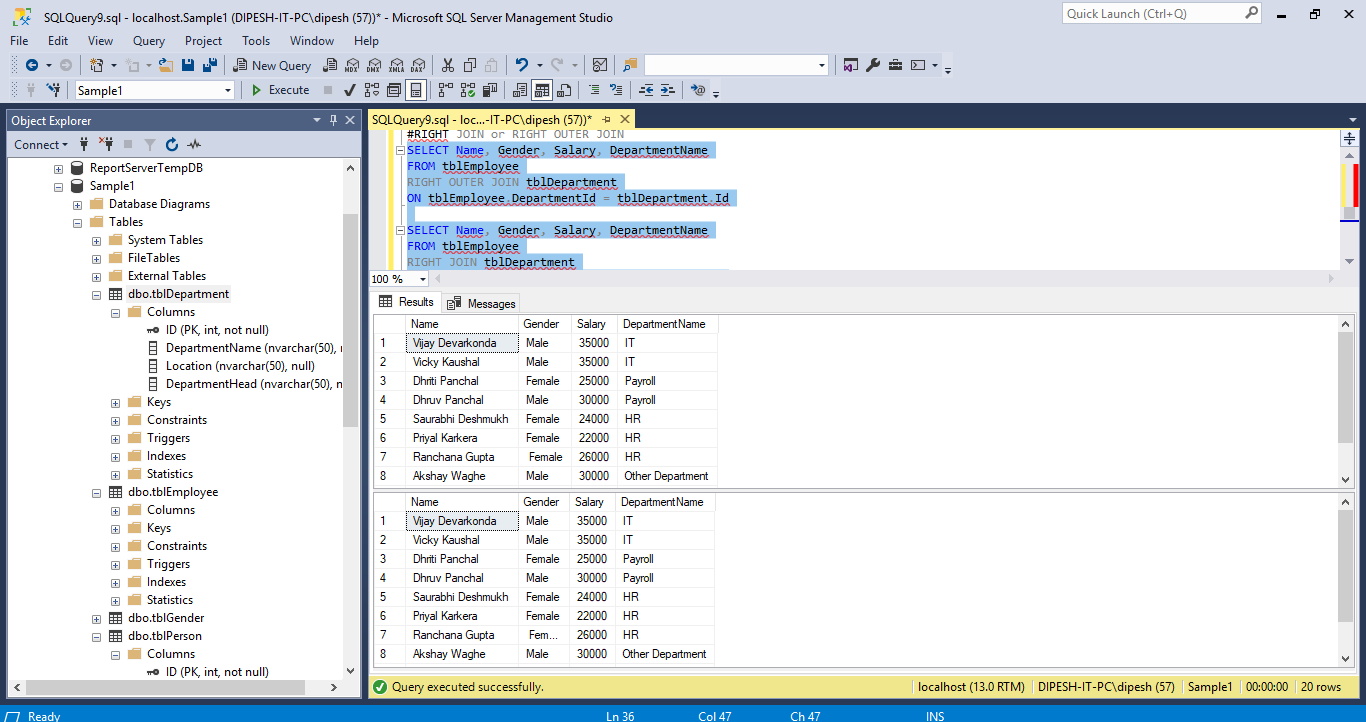 SQLQuery9.sql - localhost.Sample1 (DIPESH-IT-PC\dipesh (57))* - Microsoft SQL Server Management Studio
Quick Launch (Ctrl+Q)
File Edit View Query Project Tools Window Help
New Query MDX DMX XMLA DAX
Sample1 Execute
Object Explorer
Connect
ReportServerTempDB
Sample1
Database Diagrams
Tables
System Tables
FileTables
External Tables
dbo.tblDepartment
Columns
ID (PK, int, not null)
DepartmentName (nvarchar(50), 
Location (nvarchar(50), null)
DepartmentHead (nvarchar(50), n
Keys
Constraints
Triggers
Indexes
Statistics
dbo.tblEmployee
Columns
Keys
Constraints
Triggers
Indexes
Statistics
dbo.tblGender
dbo.tblPerson
Columns
ID (PK, int, not null)
SQLQuery9.sql - loc...-IT-PC\dipesh (57))*
#RIGHT JOIN or RIGHT OUTER JOIN
SELECT Name, Gender, Salary, DepartmentName
FROM tblEmployee
RIGHT OUTER JOIN tblDepartment
ON tblEmployee.DepartmentId = tblDepartment.Id
SELECT Name, Gender, Salary, DepartmentName
FROM tblEmployee
RIGHT JOIN tblDepartment
100 %
Results Messages
Name Gender Salary DepartmentName
1 Vijay Devarkonda Male 35000 IT
2 Vicky Kaushal Male 35000 IT
3 Dhriti Panchal Female 25000 Payroll
4 Dhruv Panchal Male 30000 Payroll
5 Saurabhi Deshmukh Female 24000 HR
6 Priyal Karkera Female 22000 HR
7 Ranchana Gupta Female 26000 HR
8 Akshay Waghe Male 30000 Other Department
Name Gender Salary DepartmentName
1 Vijay Devarkonda Male 35000 IT
2 Vicky Kaushal Male 35000 IT
3 Dhriti Panchal Female 25000 Payroll
4 Dhruv Panchal Male 30000 Payroll
5 Saurabhi Deshmukh Female 24000 HR
6 Priyal Karkera Female 22000 HR
7 Ranchana Gupta Fem... 26000 HR
8 Akshay Waghe Male 30000 Other Department
Query executed successfully. localhost (13.0 RTM) DIPESH-IT-PC\dipesh (57) Sample1 00:00:00 20 rows
Ready Ln 36 Col 47 Ch 47 INS